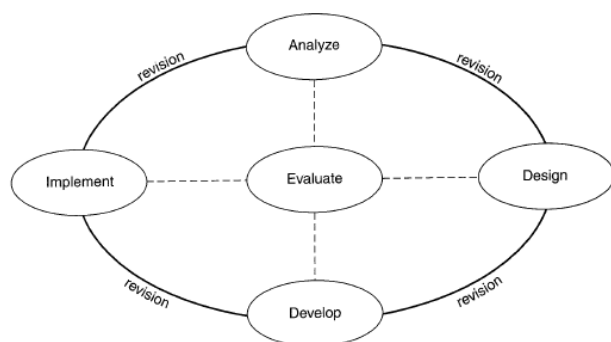 Analyze
revision
revision
Implement
Evaluate
Design
revision
revision
Develop